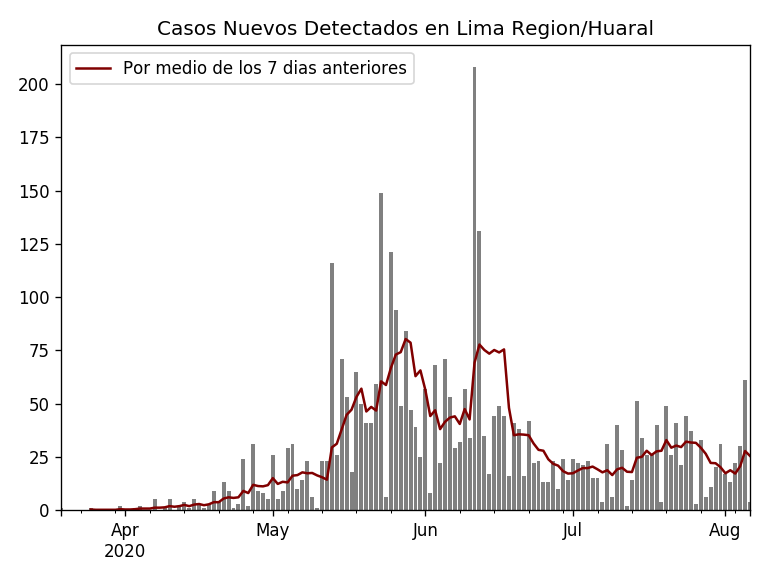 Casos Nuevos Detectados en Lima Region/Huaral
Por medio de los 7 dias anteriores
200
175
150
125
100
75
50
25
0
Apr
2020
May
Jun
Jul
Aug